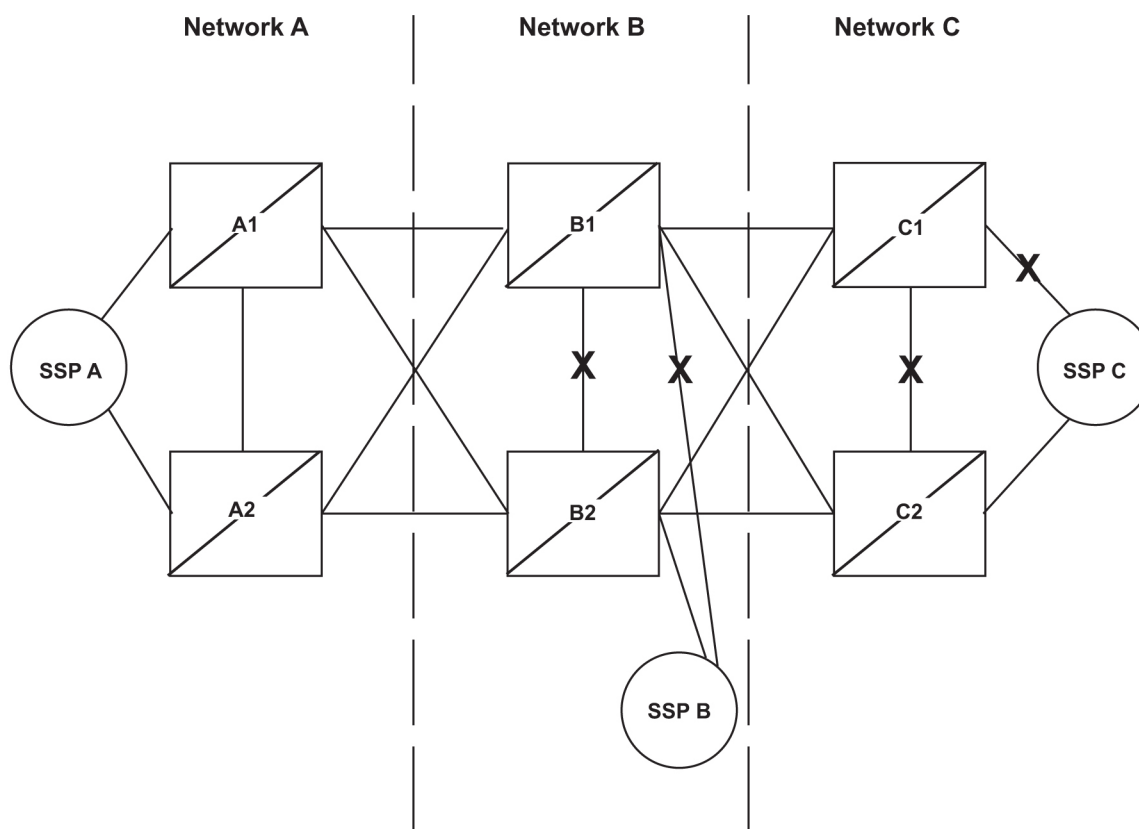 Network A
Network B
Network C
A1
B1
C1
X
X
X
X
SSP A
SSP C
A2
B2
C2
SSP B